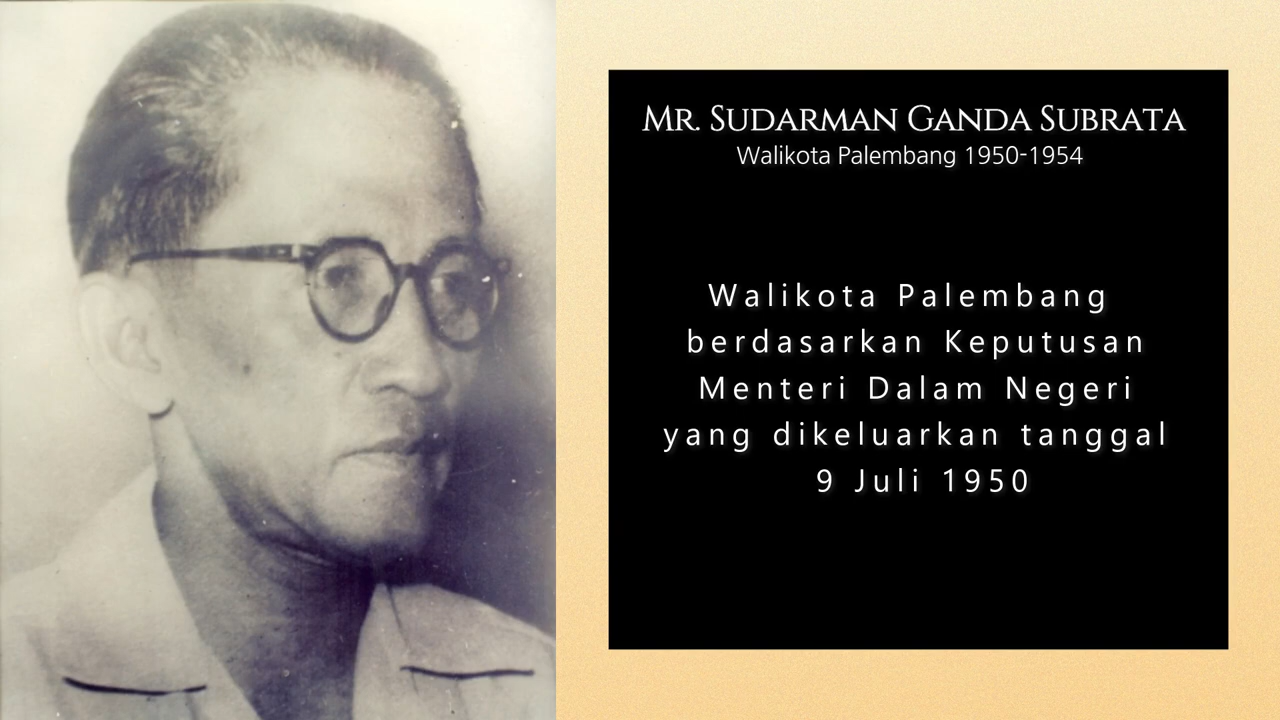 Mr. Sudarman Ganda Subrata
Walikota Palembang 1950-1954
Walikota Palembang
berdasarkan Keputusan
Menteri Dalam Negeri
yang dikeluarkan tanggal
9 Juli 1950